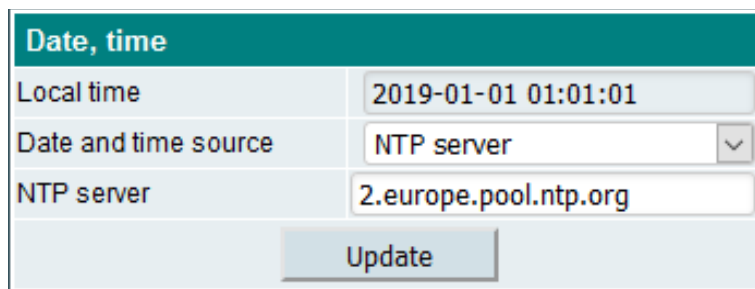 Date, time
Local time 2019-01-01 01:01:01
Date and time source NTP server
NTP server 2.europe.pool.ntp.org
Update